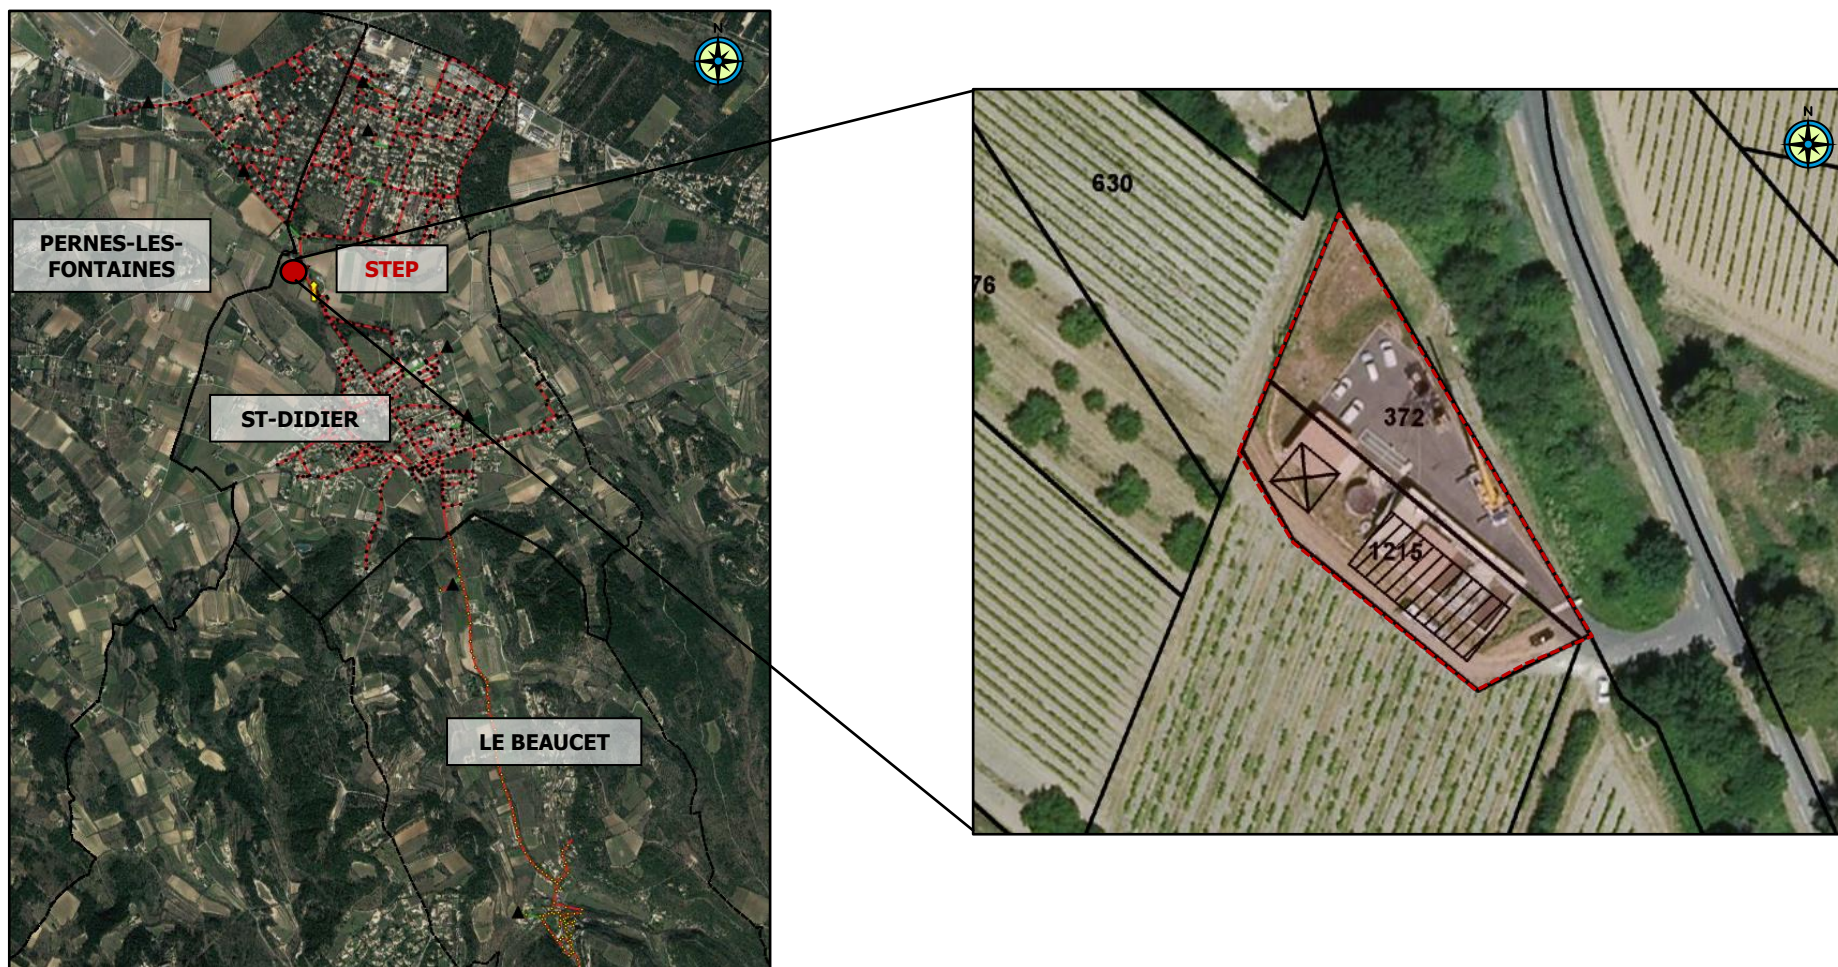 N
PERNES-LES-
FONTAINES
STEP
ST-DIDIER
LE BEAUCET
N
630
76
372
1215